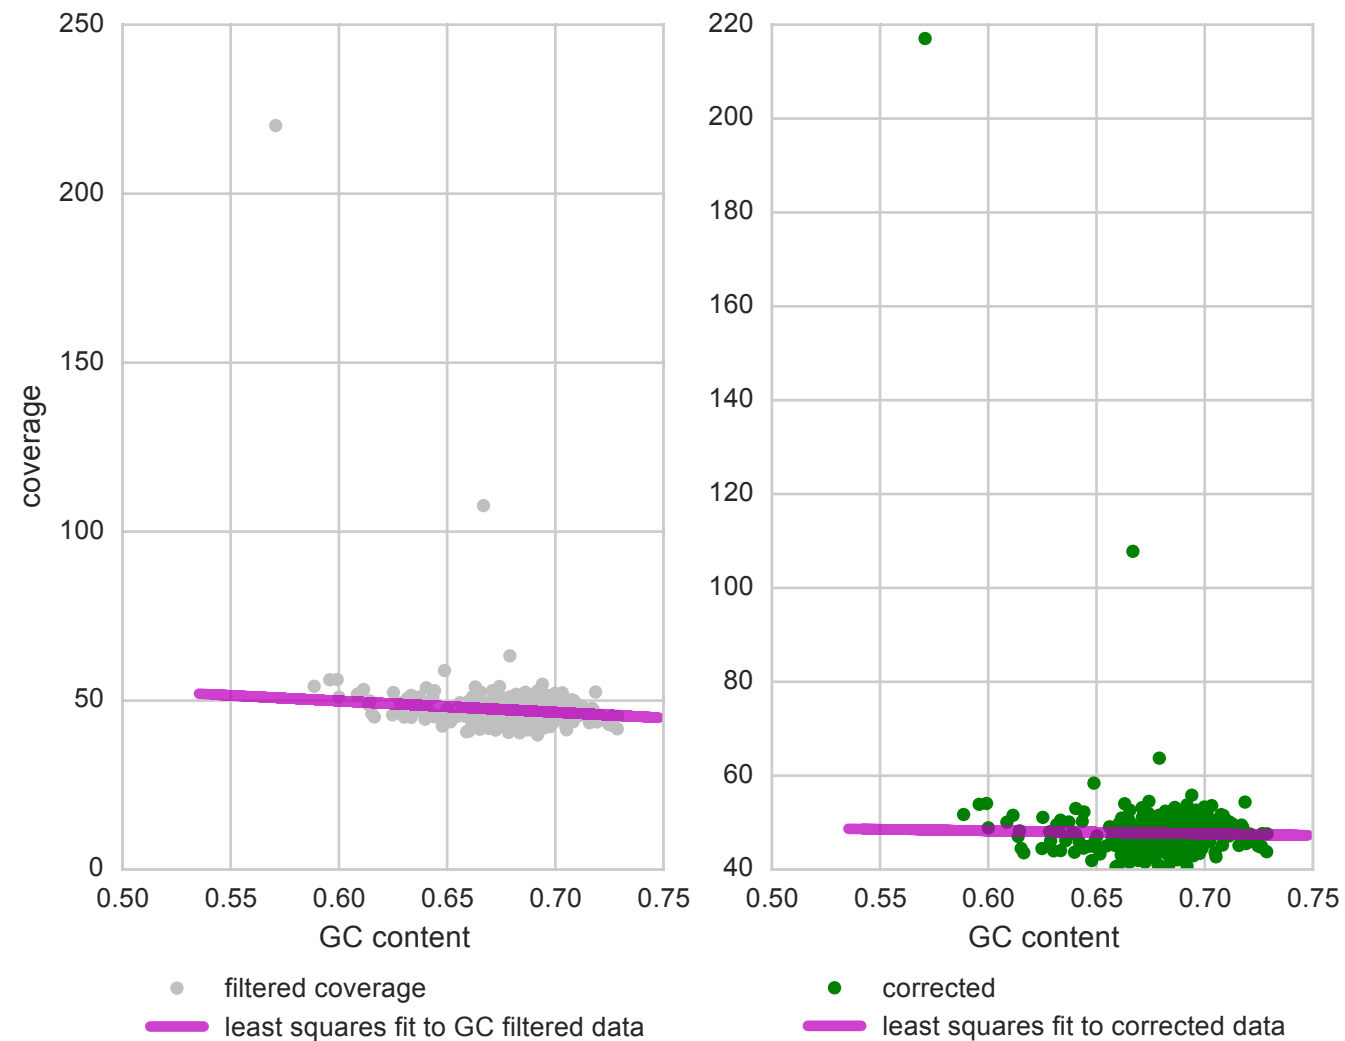 250
200
150
100
50
0
coverage
0.50 0.55 0.60 0.65 0.70 0.75
GC content
filtered coverage
least squares fit to GC filtered data
220
200
180
160
140
120
100
80
60
40
0.50 0.55 0.60 0.65 0.70 0.75
GC content
corrected
least squares fit to corrected data